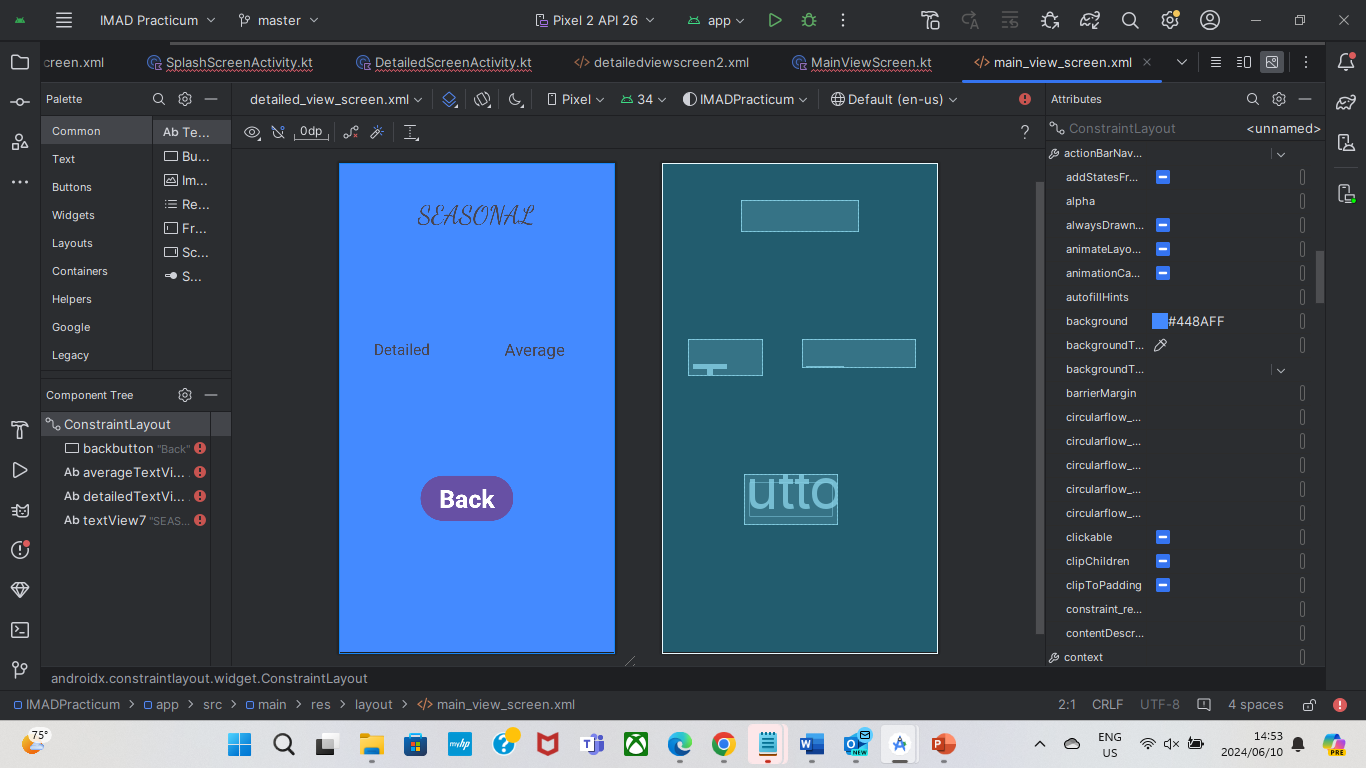 IMAD Practicum
master
Pixel 2 API 26
app
creen.xml
SplashScreenActivity.kt
DetailedScreenActivity.kt
detailedviewscreen2.xml
MainViewScreen.kt
main_view_screen.xml
Palette
detailed_view_screen.xml
Pixel
34
IMADPracticum
Default (en-us)
Attributes
Common
Text
Buttons
Widgets
Layouts
Containers
Helpers
Google
Legacy
Ab Te...
Bu...
Im...
Re...
Fr...
Sc...
S...
0dp
?
ConstraintLayout
<unnamed>
Component Tree
ConstraintLayout
backbutton "Back"
Ab averageTextVi...
Ab detailedTextVi...
Ab textView7 "SEAS...
SEASONAL
Detailed
Average
Back
utto
actionBarNav...
addStatesFr...
alpha
alwaysDrawn...
animateLayo...
animationCa...
autofillHints
background #448AFF
backgroundT...
backgroundT...
barrierMargin
circularflow_...
circularflow_...
circularflow_...
circularflow_...
circularflow_...
clickable
clipChildren
clipToPadding
constraint_re...
contentDescr...
context
androidx.constraintlayout.widget.ConstraintLayout
IMADPracticum > app > src > main > res > layout > main_view_screen.xml
2:1 CRLF UTF-8 4 spaces
75°
myhp
NEW
ENG
US
14:53
2024/06/10
PRE